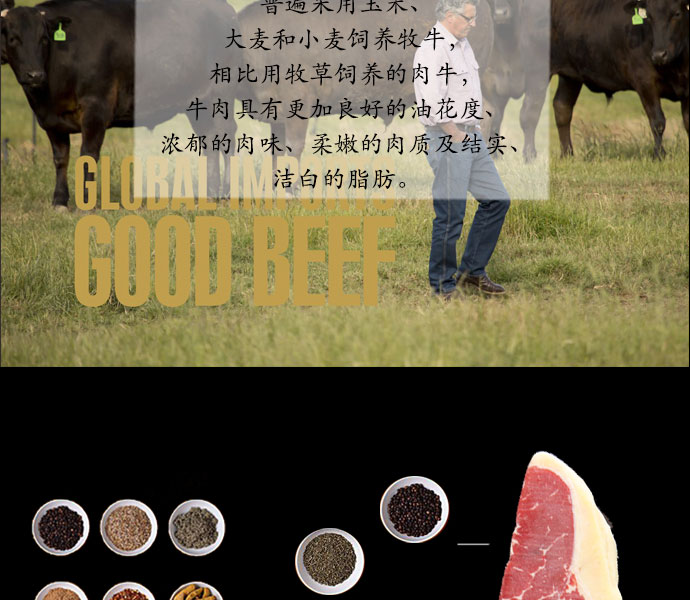 普遍采用玉米、
大麦和小麦饲养牧牛，
相比用牧草饲养的肉牛，
牛肉具有更加良好的油花度、
浓郁的肉味、柔嫩的肉质及结实、
洁白的脂肪。
GLOBAL IMPORTS
GOOD BEEF